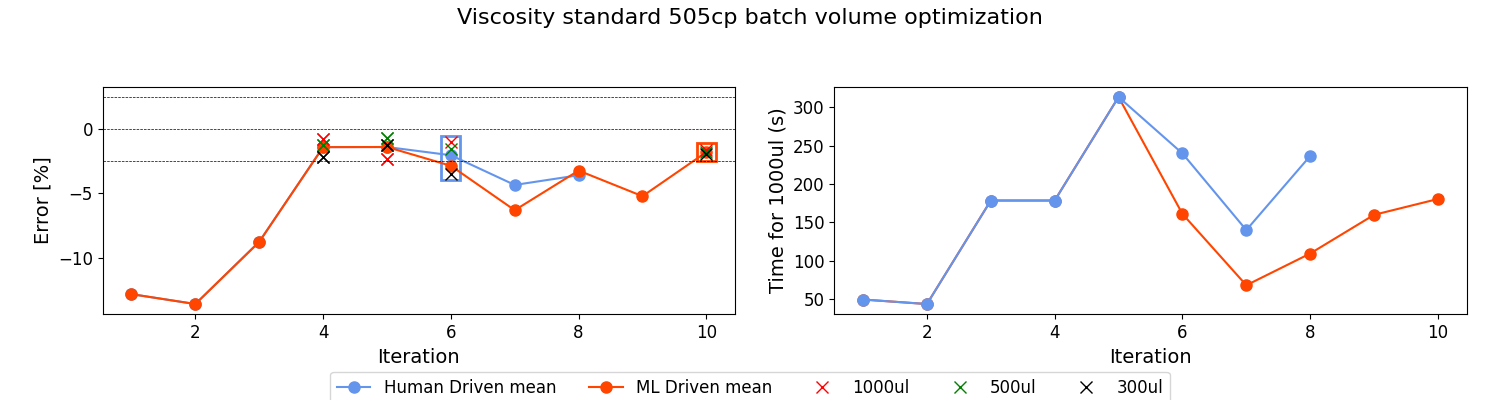 Viscosity standard 505cp batch volume optimization
Error [%]
0
−5
−10
2
4
6
8
10
Iteration
Time for 1000ul (s)
300
250
200
150
100
50
2
4
6
8
10
Iteration
Human Driven mean
ML Driven mean
1000ul
500ul
300ul